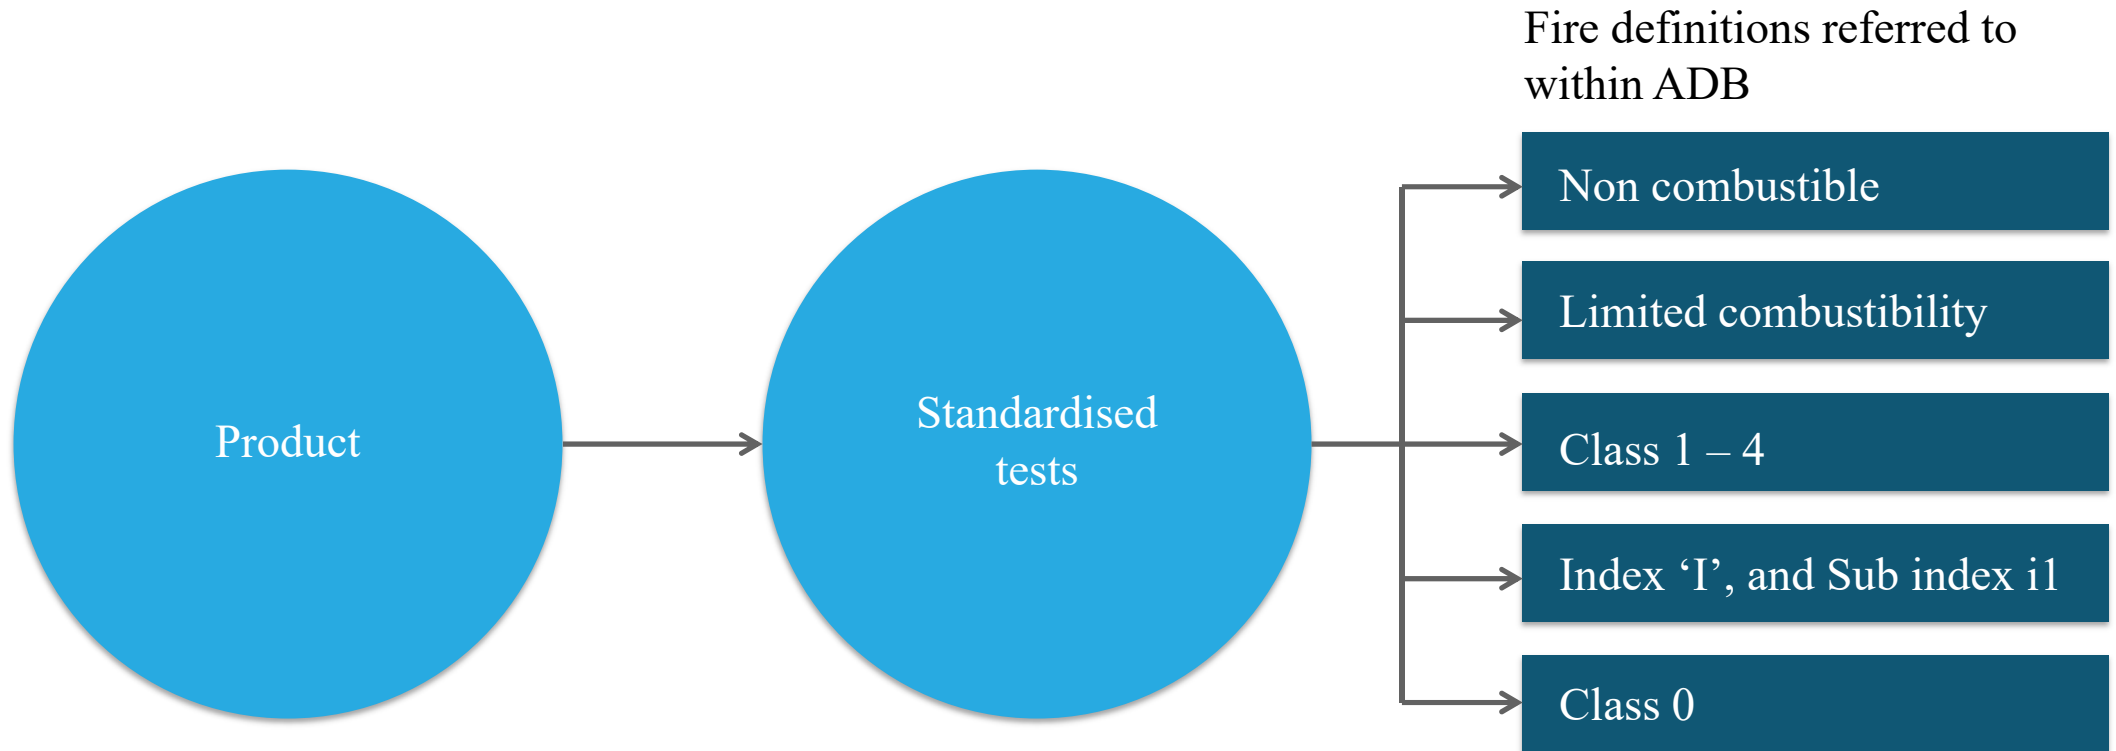 Fire definitions referred to
within ADB
Product
Standardised
tests
Non combustible
Limited combustibility
Class 1 – 4
Index ‘I’, and Sub index i1
Class 0